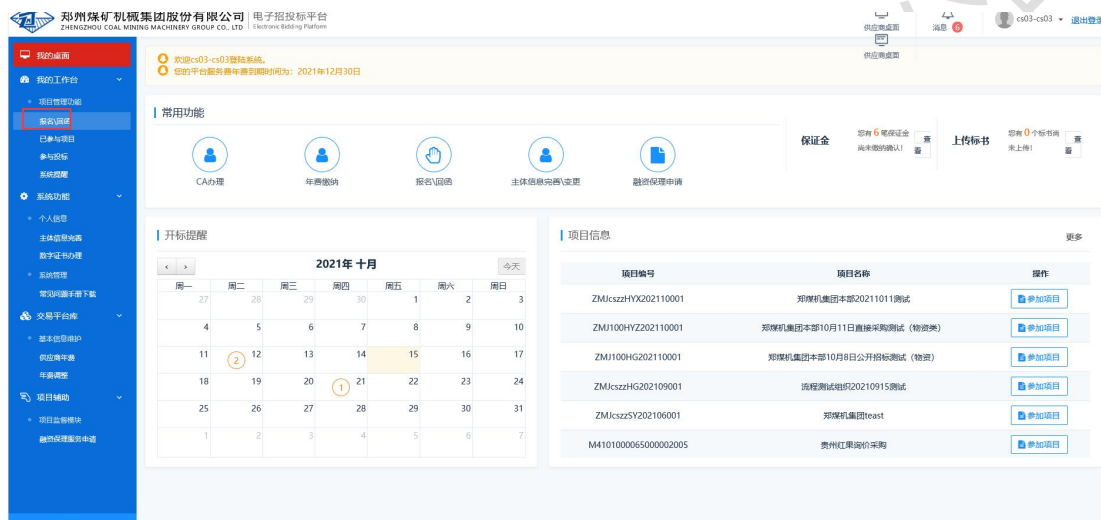 郑州煤矿机械集团股份有限公司 电子招投标平台
ZHENGZHOU COAL MINING MACHINERY GROUP CO., LTD Electronic Bidding Platform
供应商桌面 消息 6 cs03-cs03 退出登录
供应商桌面
我的桌面
我的工作台
项目管理功能
报名\回函
已参与项目
参与投标
系统提醒
系统功能
个人信息
主体信息完善
数字证书办理
系统管理
常见问题手册下载
交易平台库
基本信息维护
供应商年费
年费调整
项目辅助
项目监督模块
融资保理服务申请
欢迎cs03-cs03登陆系统。
您的平台服务费年费到期时间为：2021年12月30日
常用功能
CA办理 年费缴纳 报名\回函 主体信息完善\变更 融资保理申请
保证金 您有 6 笔保证金尚未缴纳确认！ 查看
上传标书 您有 0 个标书尚未上传！ 查看
开标提醒
‹ › 2021年 十月 今天
周一 周二 周三 周四 周五 周六 周日
27 28 29 30 1 2 3
4 5 6 7 8 9 10
11 2 12 13 14 15 16 17
18 19 20 1 21 22 23 24
25 26 27 28 29 30 31
1 2 3 4 5 6 7
项目信息 更多
项目编号 项目名称 操作
ZMJcszzHYX202110001 郑煤机集团本部20211011测试 参加项目
ZMJ100HYZ202110001 郑煤机集团本部10月11日直接采购测试（物资类） 参加项目
ZMJ100HG202110001 郑煤机集团本部10月8日公开招标测试（物资） 参加项目
ZMJcszzHG202109001 流程测试组织20210915测试 参加项目
ZMJcszzSY202106001 郑煤机集团teast 参加项目
M4101000065000002005 贵州红果询价采购 参加项目